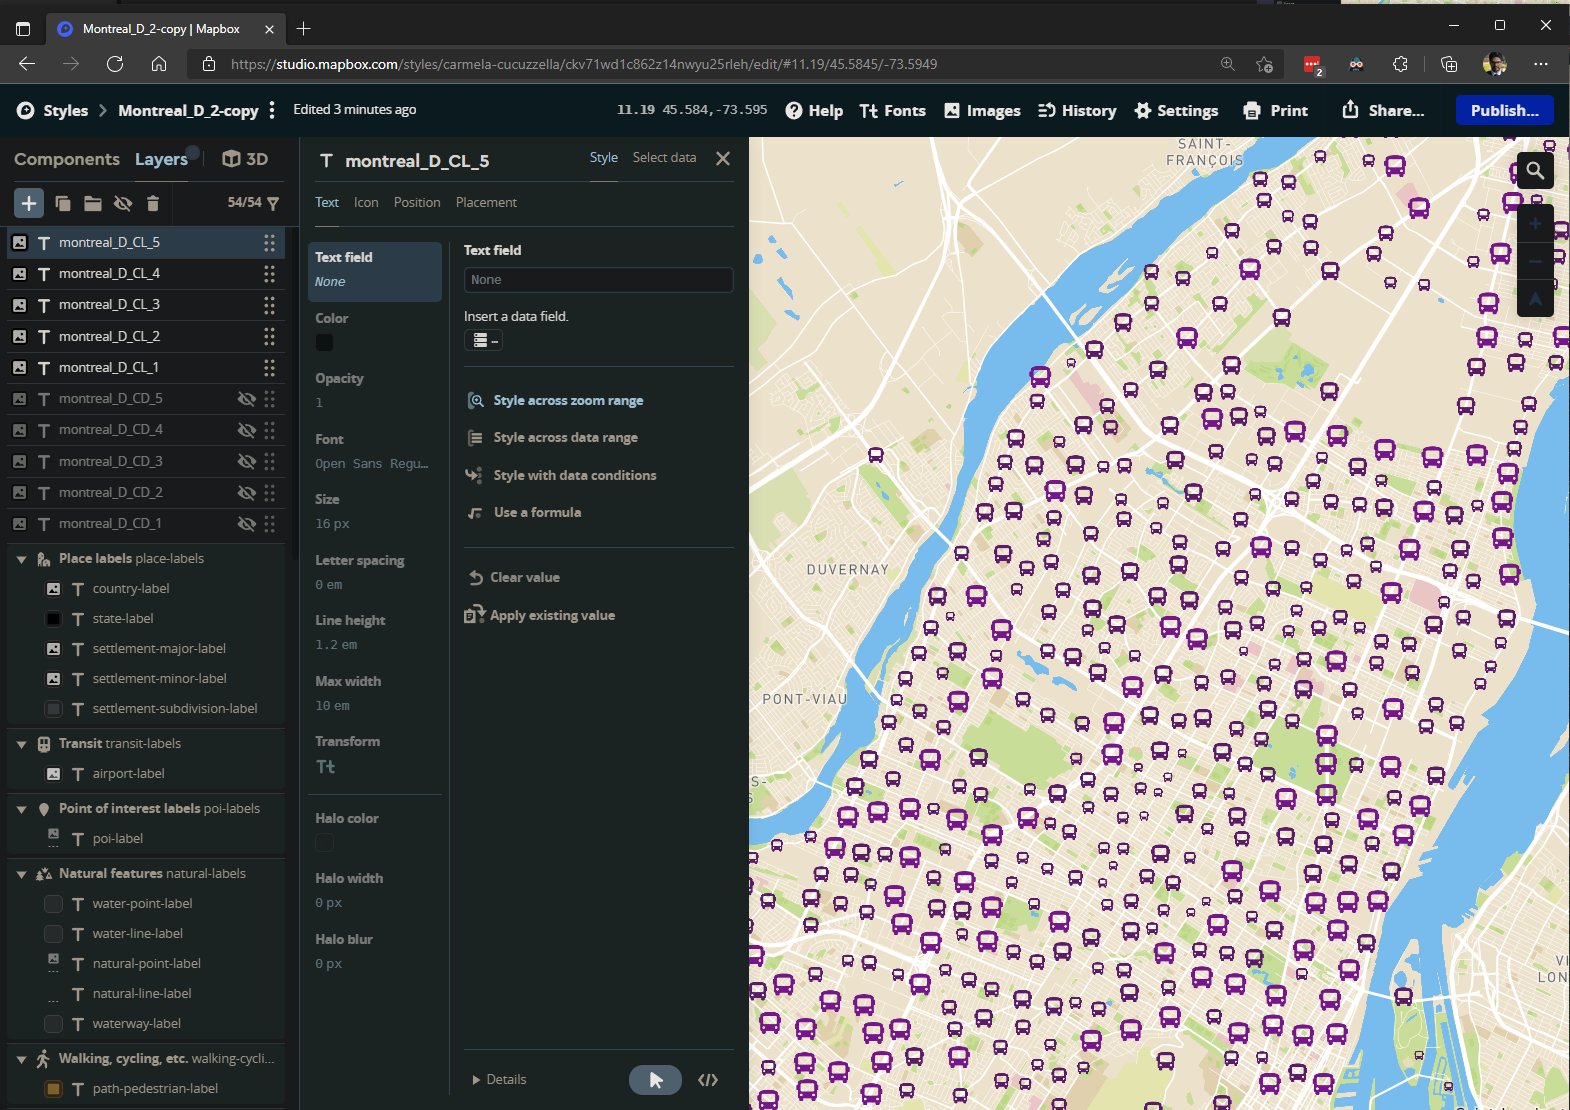 Montreal_D_2-copy | Mapbox
https://studio.mapbox.com/styles/carmela-cucuzzella/ckv71wd1c862z14nwyu25rleh/edit/#11.19/45.5845/-73.5949
2
Styles
Montreal_D_2-copy
Edited 3 minutes ago
11.19 45.584,-73.595
Help
Fonts
Images
History
Settings
Print
Share...
Publish...
Components
Layers
3D
54/54
montreal_D_CL_5
montreal_D_CL_4
montreal_D_CL_3
montreal_D_CL_2
montreal_D_CL_1
montreal_D_CD_5
montreal_D_CD_4
montreal_D_CD_3
montreal_D_CD_2
montreal_D_CD_1
Place labels place-labels
country-label
state-label
settlement-major-label
settlement-minor-label
settlement-subdivision-label
Transit transit-labels
airport-label
Point of interest labels poi-labels
poi-label
Natural features natural-labels
water-point-label
water-line-label
natural-point-label
natural-line-label
waterway-label
Walking, cycling, etc. walking-cycli...
path-pedestrian-label
montreal_D_CL_5
Style
Select data
Text
Icon
Position
Placement
Text field
None
Color
Opacity
1
Font
Open Sans Regu...
Size
16 px
Letter spacing
0 em
Line height
1.2 em
Max width
10 em
Transform
Tt
Halo color
Halo width
0 px
Halo blur
0 px
Text field
None
Insert a data field.
Style across zoom range
Style across data range
Style with data conditions
Use a formula
Clear value
Apply existing value
Details
SAINT-
FRANÇOIS
DUVERNAY
PONT-VIAU
S-
VI
LON